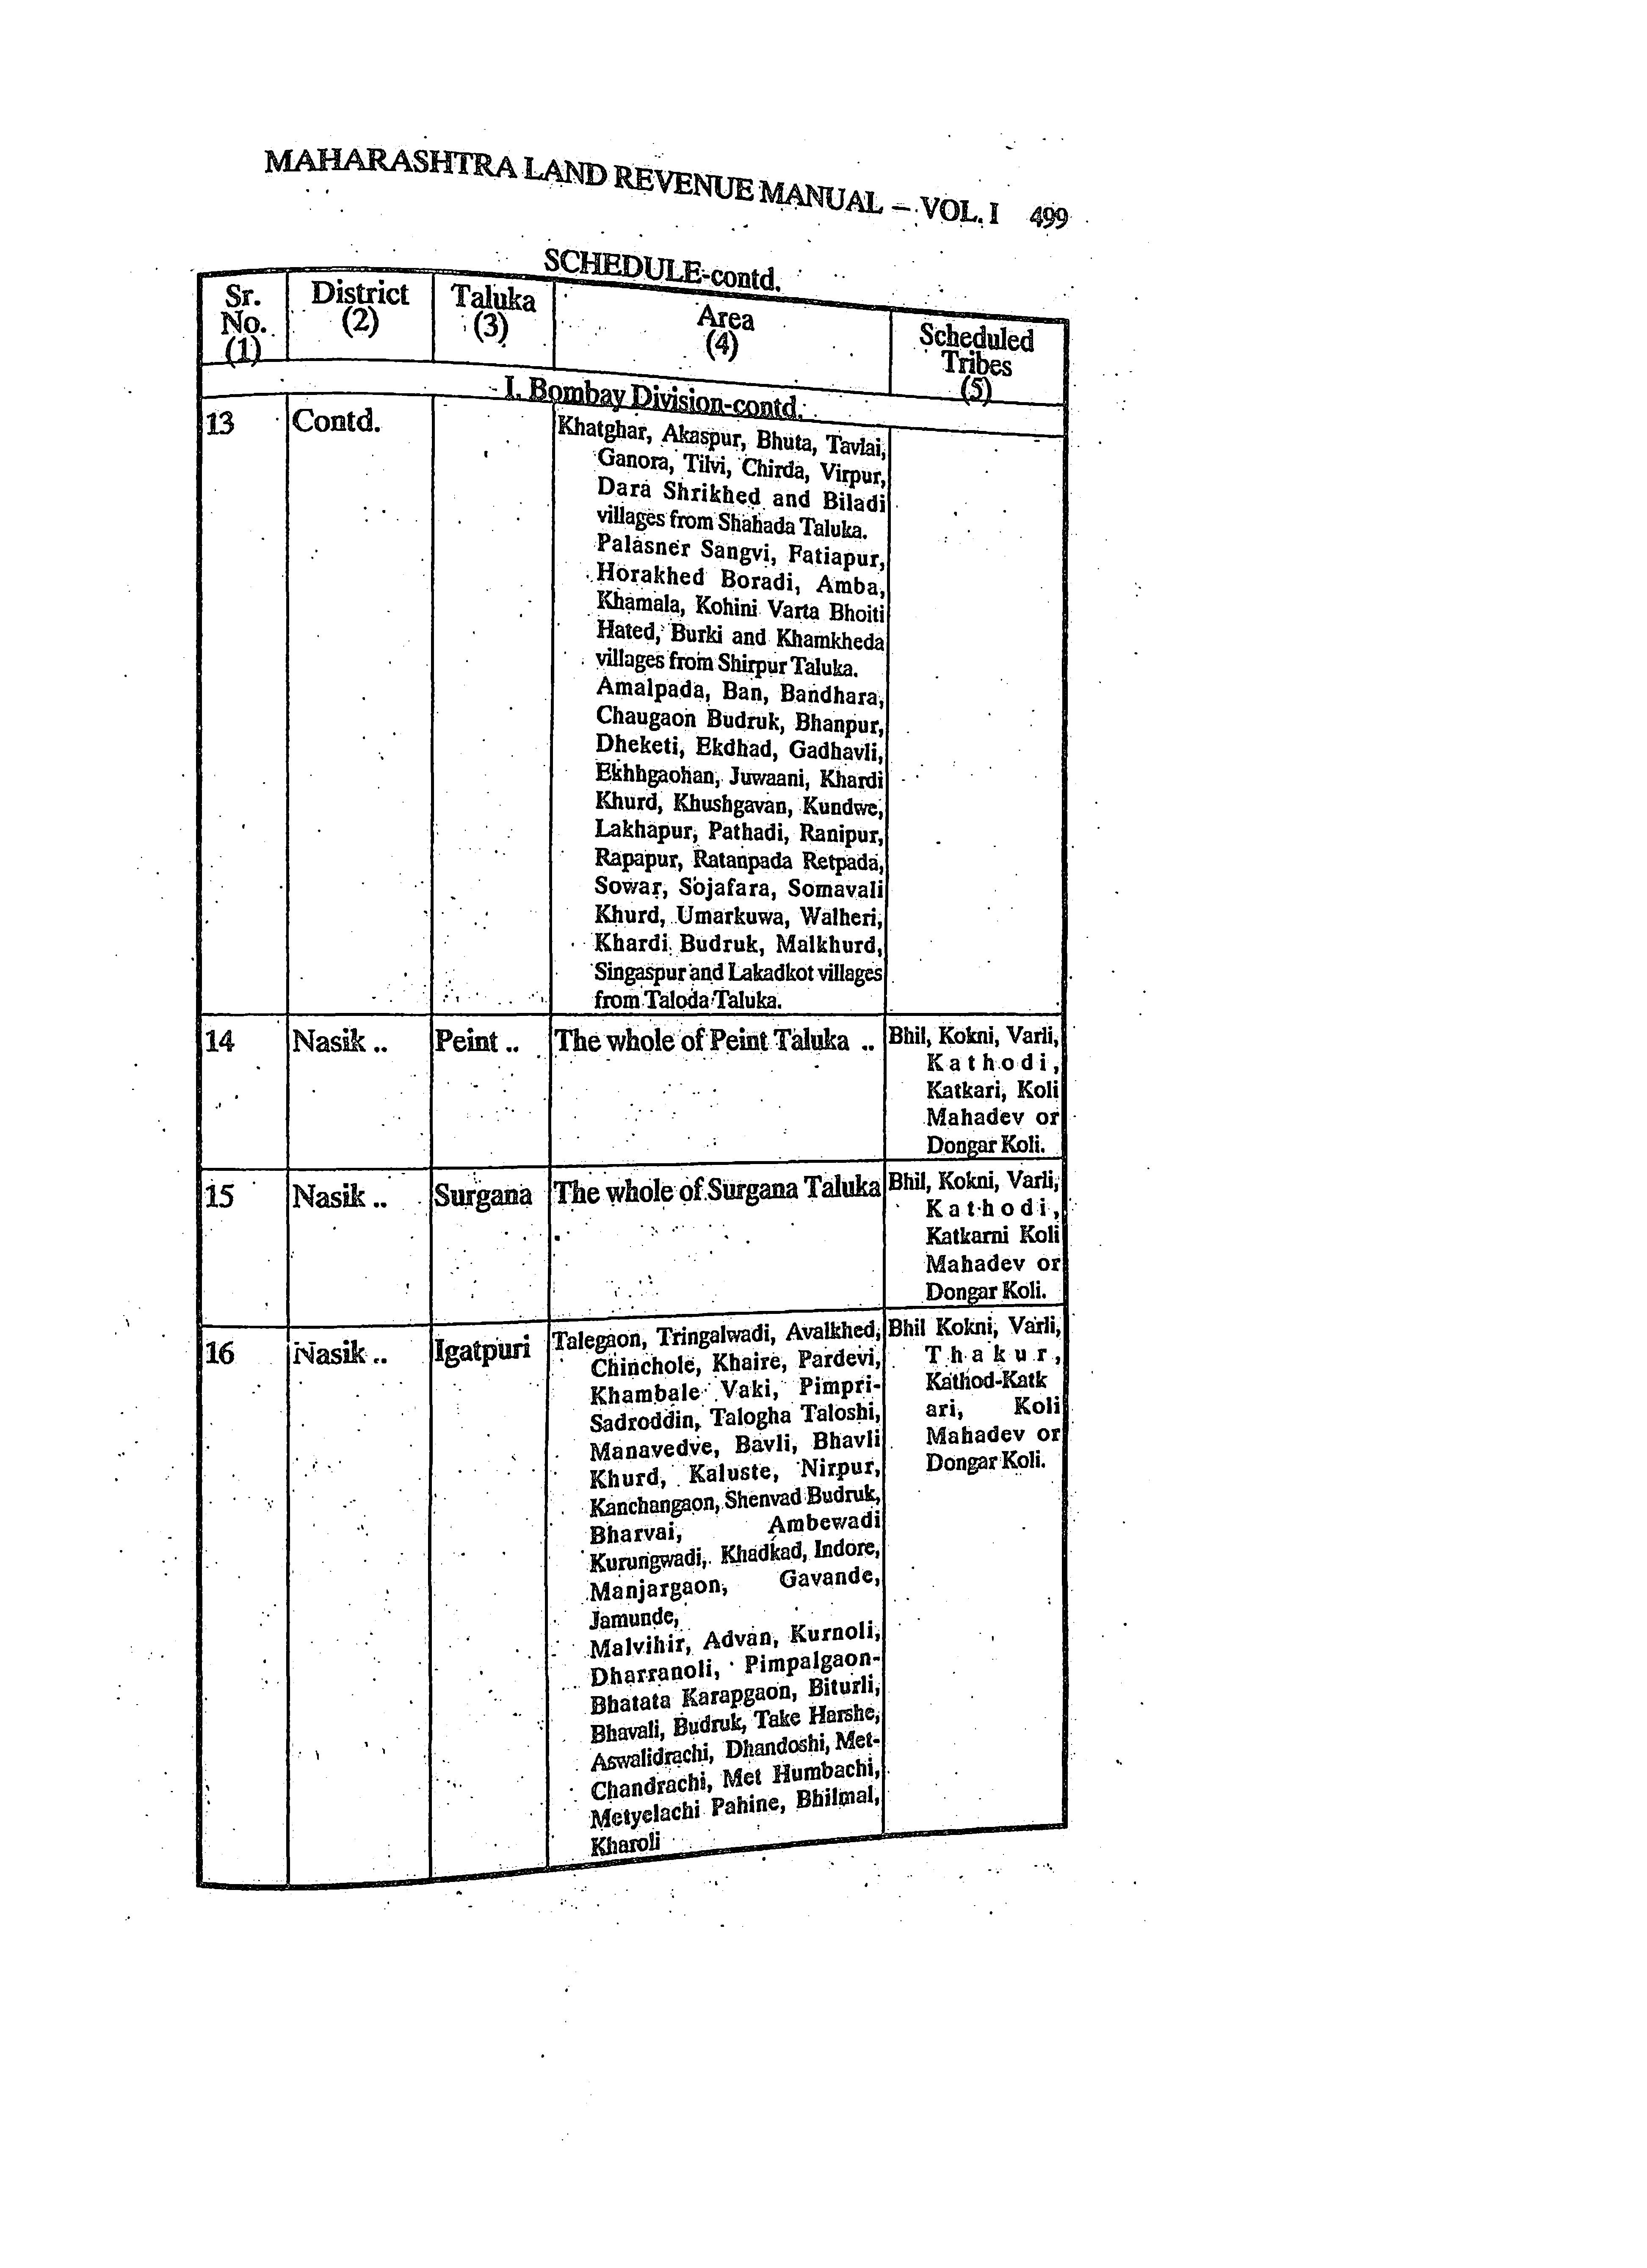 MAHARASHTRA LAND REVENUE MANUAL – VOL. I 499
SCHEDULE-contd.
Sr. No. (1) District (2) Taluka (3) Area (4) Scheduled Tribes (5)
I. Bombay Division-contd.
13 Contd. Khatghar, Akaspur, Bhuta, Tavlai,
Ganora, Tilvi, Chirda, Virpur,
Dara Shrikhed and Biladi
villages from Shahada Taluka.
Palasner Sangvi, Fatiapur,
Horakhed Boradi, Amba,
Khamala, Kohini Varta Bhoiti
Hated, Burki and Khamkheda
villages from Shirpur Taluka.
Amalpada, Ban, Bandhara,
Chaugaon Budruk, Bhanpur,
Dheketi, Ekdhad, Gadhavli,
Ekhhgaohan, Juwaani, Khardi
Khurd, Khushgavan, Kundwe,
Lakhapur, Pathadi, Ranipur,
Rapapur, Ratanpada Retpada,
Sowar, Sojafara, Somavali
Khurd, Umarkuwa, Walheri,
Khardi Budruk, Malkhurd,
Singaspur and Lakadkot villages
from Taloda Taluka.
14 Nasik .. Peint .. The whole of Peint Taluka .. Bhil, Kokni, Varli,
Kathodi,
Katkari, Koli
Mahadev or
Dongar Koli.
15 Nasik .. Surgana The whole of Surgana Taluka Bhil, Kokni, Varli,
Kathodi,
Katkarni Koli
Mahadev or
Dongar Koli.
16 Nasik .. Igatpuri Talegaon, Tringalwadi, Avalkhed, Bhil Kokni, Varli,
Chinchole, Khaire, Pardevi, Thakur,
Khambale Vaki, Pimpri- Kathod-Katk
Sadroddin, Talogha Taloshi, ari, Koli
Manavedve, Bavli, Bhavli Mahadev or
Khurd, Kaluste, Nirpur, Dongar Koli.
Kanchangaon, Shenvad Budruk,
Bharvai, Ambewadi
Kurungwadi, Khadkad, Indore,
Manjargaon, Gavande,
Jamunde,
Malvihir, Advan, Kurnoli,
Dharranoli, Pimpalgaon-
Bhatata Karapgaon, Biturli,
Bhavali, Budruk, Take Harshe,
Aswalidrachi, Dhandoshi, Met-
Chandrachi, Met Humbachi,
Metyelachi Pahine, Bhilmal,
Kharoli